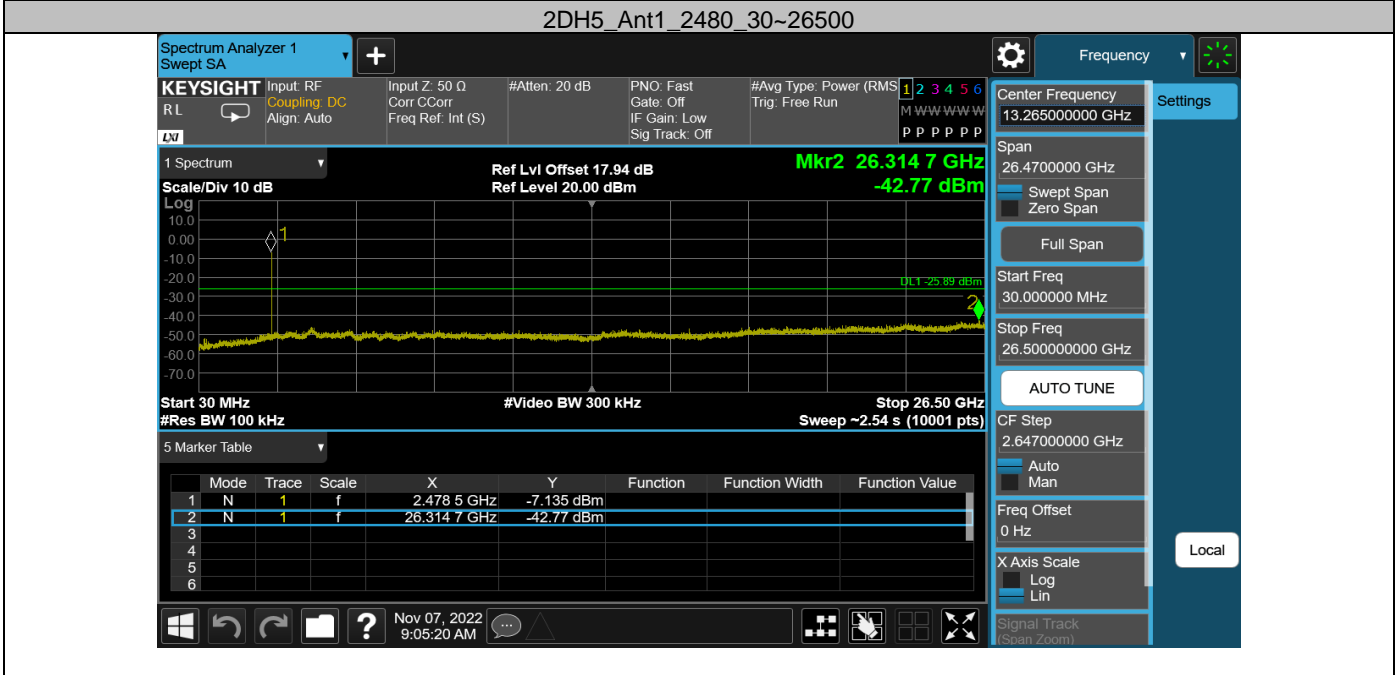 2DH5_Ant1_2480_30~26500
Spectrum Analyzer 1
Swept SA
Frequency
KEYSIGHT
RL
LXI
Input: RF
Coupling: DC
Align: Auto
Input Z: 50 Ω
Corr CCorr
Freq Ref: Int (S)
#Atten: 20 dB
PNO: Fast
Gate: Off
IF Gain: Low
Sig Track: Off
#Avg Type: Power (RMS
Trig: Free Run
1 2 3 4 5 6
M W W W W W
P P P P P P
Center Frequency
13.265000000 GHz
Settings
Span
26.4700000 GHz
Swept Span
Zero Span
Full Span
Start Freq
30.000000 MHz
Stop Freq
26.500000000 GHz
AUTO TUNE
CF Step
2.647000000 GHz
Auto
Man
Freq Offset
0 Hz
X Axis Scale
Log
Lin
Signal Track
(Span Zoom)
Local
1 Spectrum
Scale/Div 10 dB
Ref Lvl Offset 17.94 dB
Ref Level 20.00 dBm
Mkr2 26.314 7 GHz
-42.77 dBm
Log
10.0
0.00
-10.0
-20.0
-30.0
-40.0
-50.0
-60.0
-70.0
1
DL1 -25.89 dBm
2
Start 30 MHz
#Video BW 300 kHz
Stop 26.50 GHz
#Res BW 100 kHz
Sweep ~2.54 s (10001 pts)
5 Marker Table
Mode Trace Scale X Y Function Function Width Function Value
1 N 1 f 2.478 5 GHz -7.135 dBm
2 N 1 f 26.314 7 GHz -42.77 dBm
3
4
5
6
Nov 07, 2022
9:05:20 AM